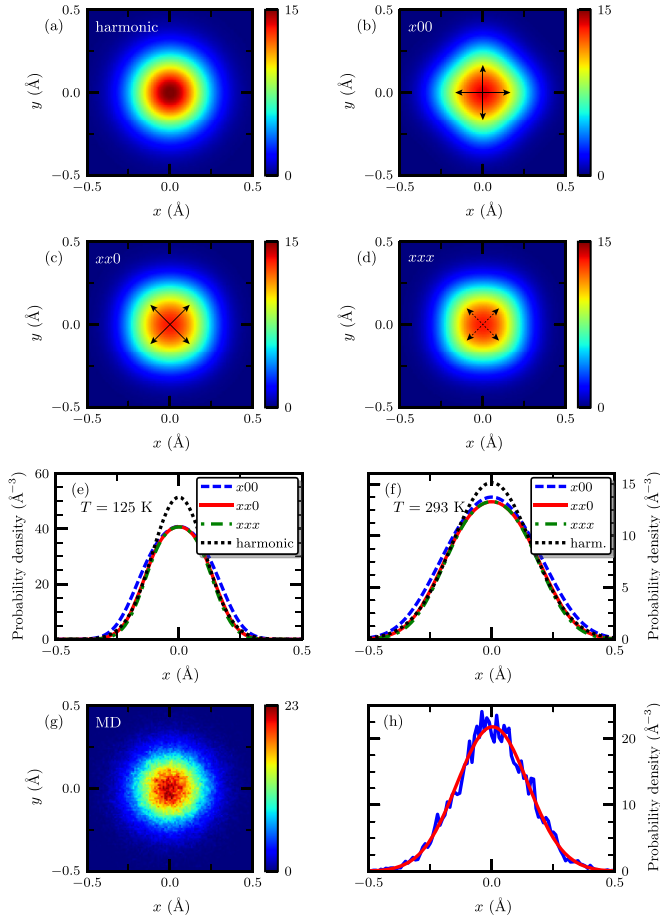 (a)
harmonic
0.5
0.0
−0.5
y (Å)
−0.5
0.0
0.5
x (Å)
15
0
(b)
x00
0.5
0.0
−0.5
y (Å)
−0.5
0.0
0.5
x (Å)
15
0
(c)
xx0
0.5
0.0
−0.5
y (Å)
−0.5
0.0
0.5
x (Å)
15
0
(d)
xxx
0.5
0.0
−0.5
y (Å)
−0.5
0.0
0.5
x (Å)
15
0
(e)
T = 125 K
x00
xx0
xxx
harmonic
60
40
20
0
Probability density (Å⁻³)
−0.5
0.0
0.5
x (Å)
(f)
T = 293 K
x00
xx0
xxx
harm.
15
10
5
0
Probability density (Å⁻³)
−0.5
0.0
0.5
x (Å)
(g)
MD
0.5
0.0
−0.5
y (Å)
−0.5
0.0
0.5
x (Å)
23
0
(h)
20
10
0
Probability density (Å⁻³)
−0.5
0.0
0.5
x (Å)